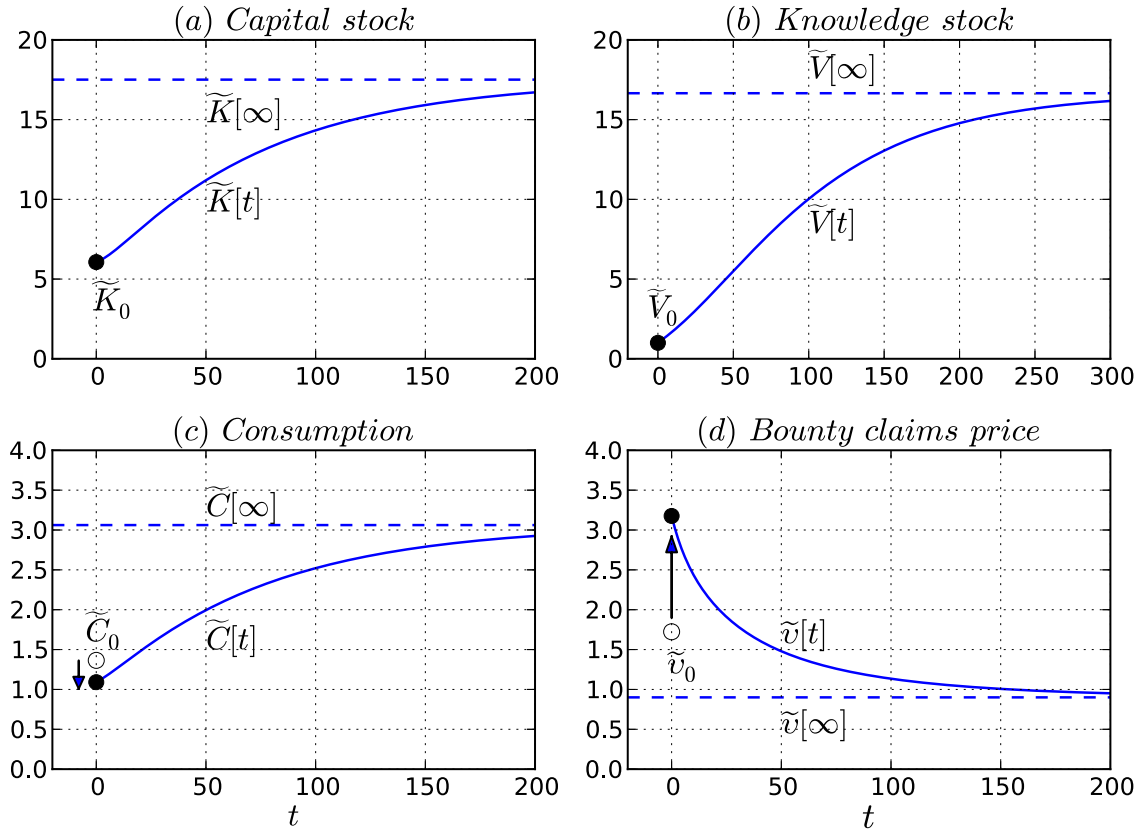 (a) Capital stock
20
15
10
5
0
K̃[∞]
K̃[t]
K̃₀
0 50 100 150 200
(b) Knowledge stock
20
15
10
5
0
Ṽ[∞]
Ṽ[t]
Ṽ₀
0 50 100 150 200 250 300
(c) Consumption
4.0
3.5
3.0
2.5
2.0
1.5
1.0
0.5
0.0
C̃[∞]
C̃₀
C̃[t]
0 50 100 150 200
t
(d) Bounty claims price
4.0
3.5
3.0
2.5
2.0
1.5
1.0
0.5
0.0
ṽ[t]
ṽ₀
ṽ[∞]
0 50 100 150 200
t